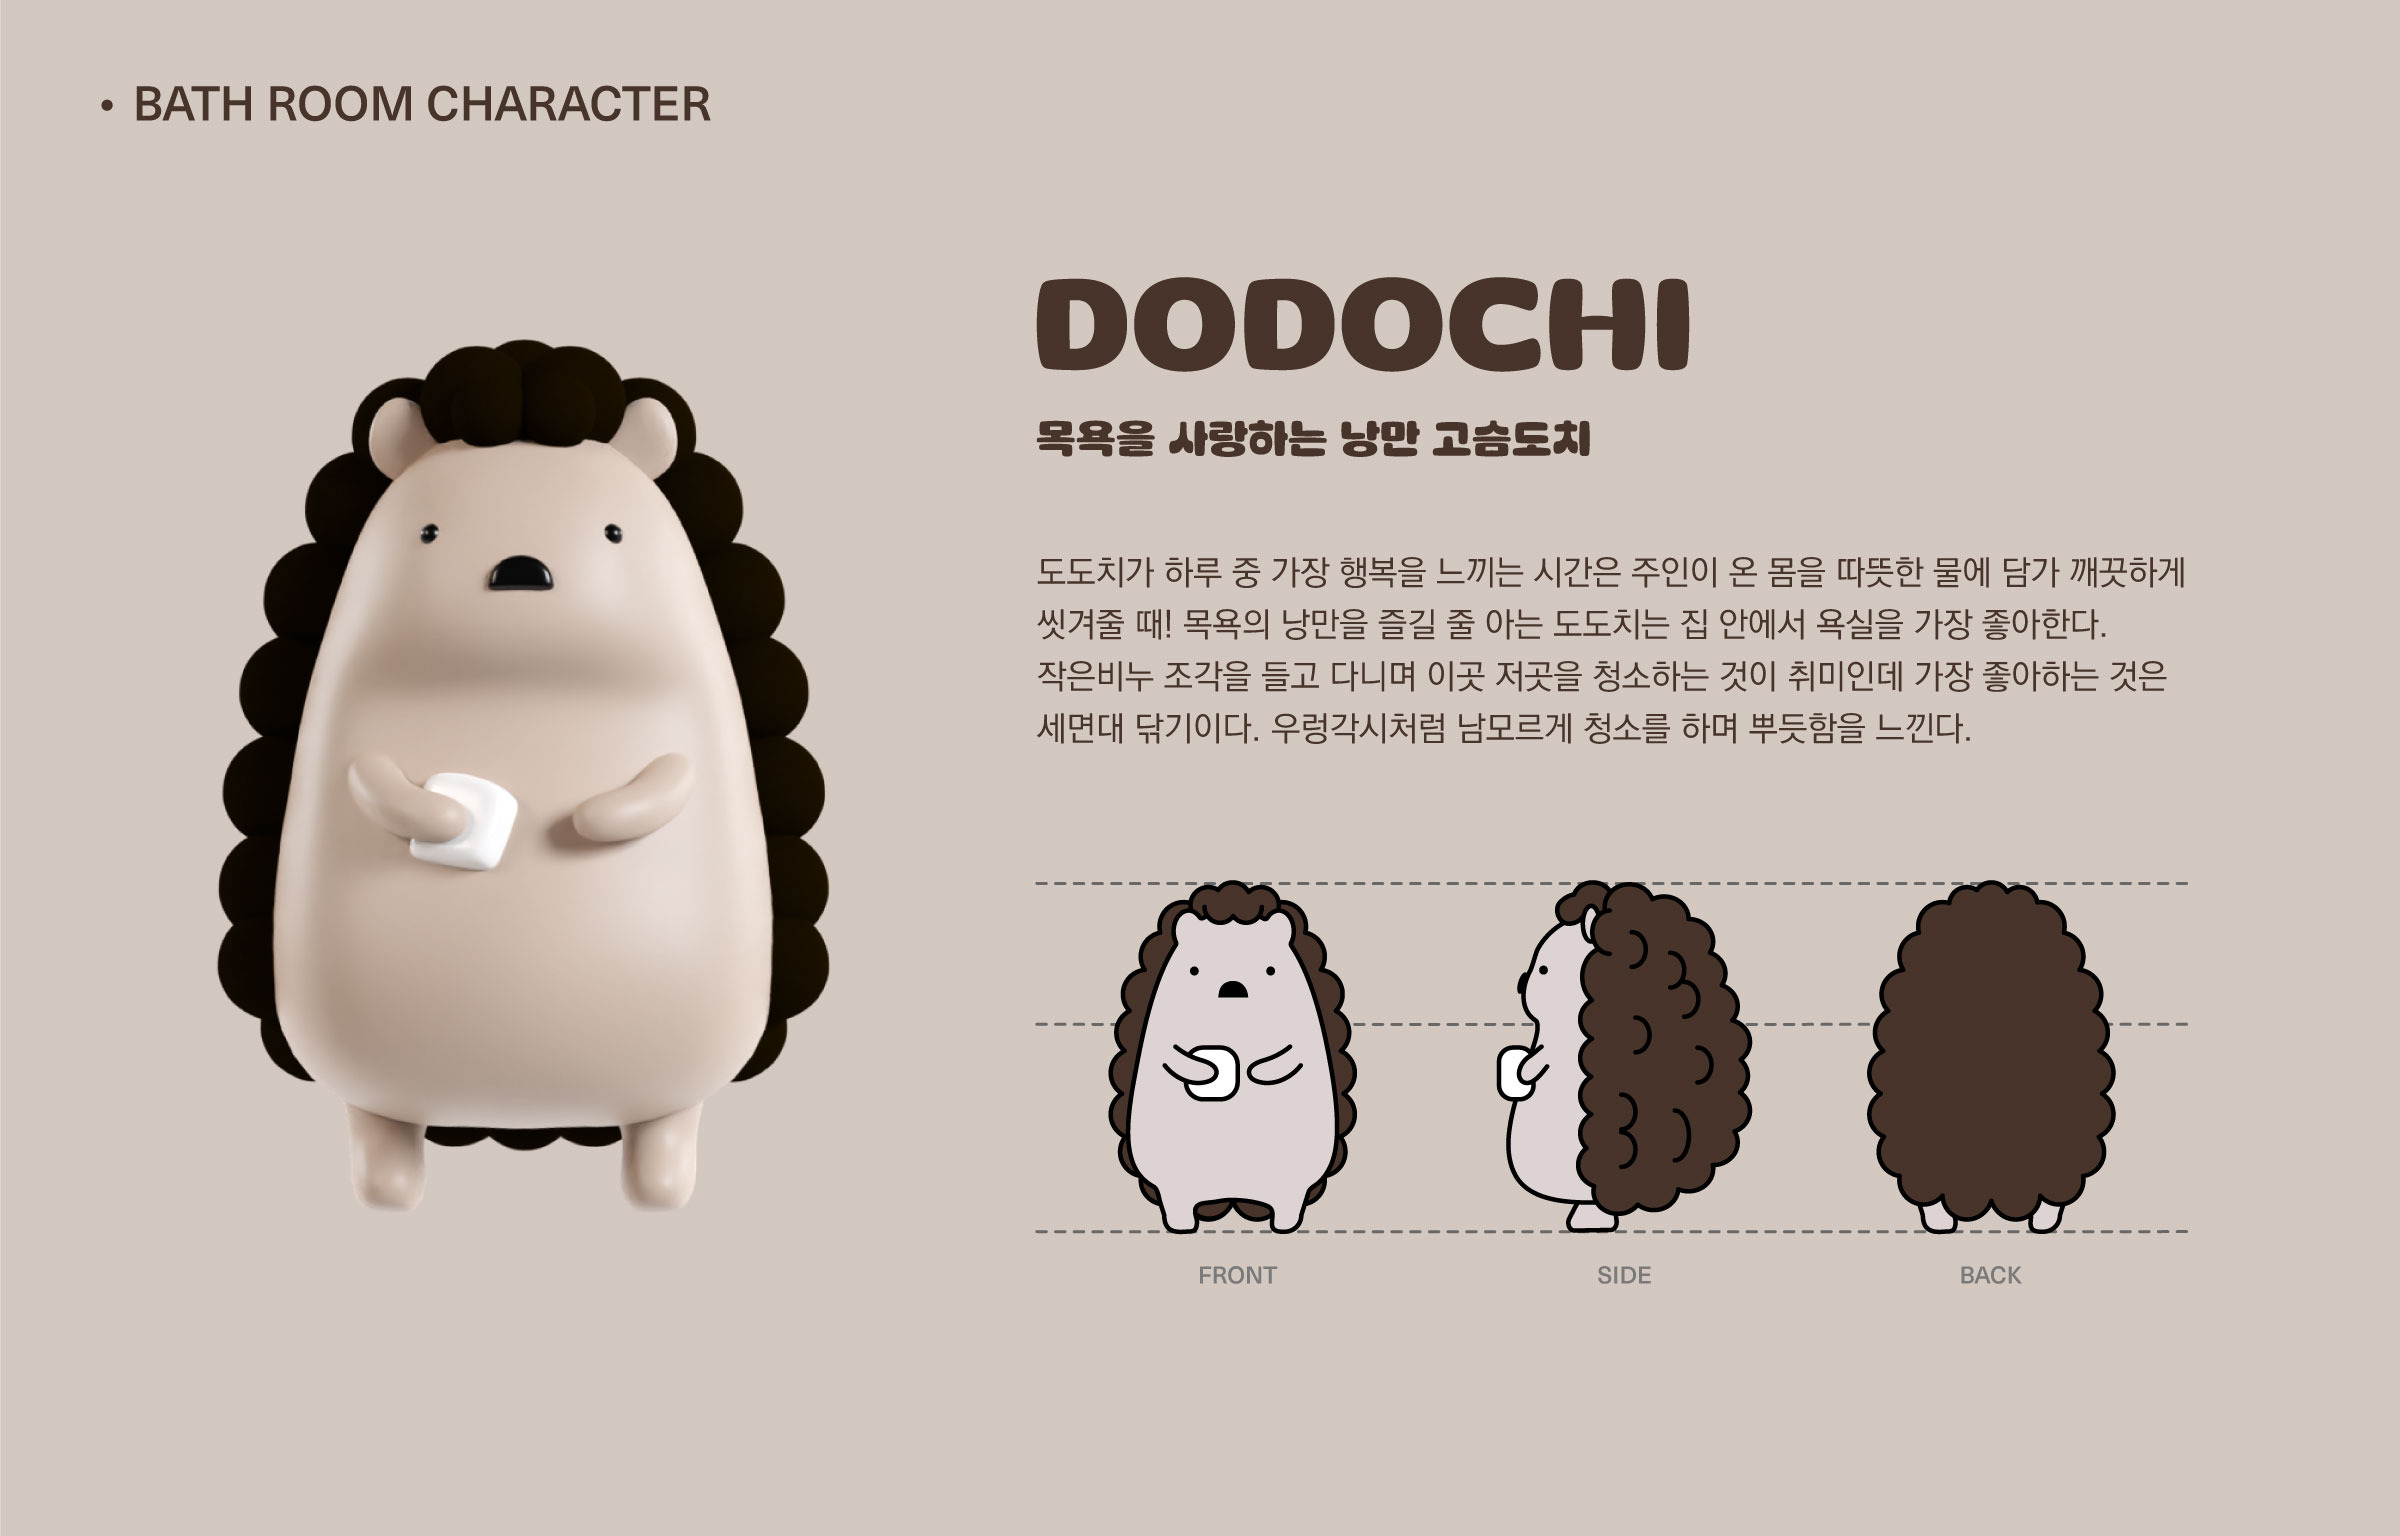 • BATH ROOM CHARACTER
DODOCHI
목욕을 사랑하는 낭만 고슴도치
도도치가 하루 중 가장 행복을 느끼는 시간은 주인이 온 몸을 따뜻한 물에 담가 깨끗하게
씻겨줄 때! 목욕의 낭만을 즐길 줄 아는 도도치는 집 안에서 욕실을 가장 좋아한다.
작은비누 조각을 들고 다니며 이곳 저곳을 청소하는 것이 취미인데 가장 좋아하는 것은
세면대 닦기이다. 우렁각시처럼 남모르게 청소를 하며 뿌듯함을 느낀다.
FRONT
SIDE
BACK